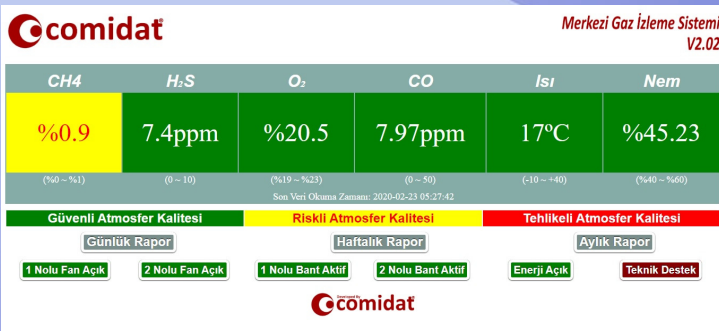 comidat
Merkezi Gaz İzleme Sistemi
V2.02
CH4 H₂S O₂ CO Isı Nem
%0.9 7.4ppm %20.5 7.97ppm 17ºC %45.23
(%0 ~ %1) (0 ~ 10) (%19 ~ %23) (0 ~ 50) (-10 ~ +40) (%40 ~ %60)
Son Veri Okuma Zamanı: 2020-02-23 05:27:42
Güvenli Atmosfer Kalitesi Riskli Atmosfer Kalitesi Tehlikeli Atmosfer Kalitesi
Günlük Rapor Haftalık Rapor Aylık Rapor
1 Nolu Fan Açık 2 Nolu Fan Açık 1 Nolu Bant Aktif 2 Nolu Bant Aktif Enerji Açık Teknik Destek
comidat